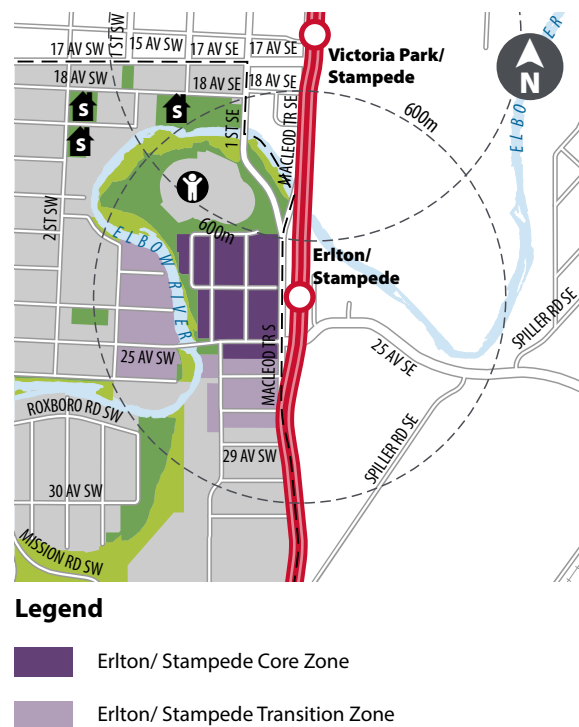 1 ST SW
17 AV SW
15 AV SW
17 AV SE
17 AV SE
18 AV SW
18 AV SE
18 AV SE
Victoria Park/
Stampede
N
ELBOW RIVER
S
S
S
1 ST SE
MACLEOD TR SE
600m
600m
2 ST SW
ELBOW RIVER
Erlton/
Stampede
25 AV SW
MACLEOD TR S
25 AV SE
SPILLER RD SE
ROXBORO RD SW
29 AV SW
SPILLER RD SE
30 AV SW
MISSION RD SW
Legend
Erlton/ Stampede Core Zone
Erlton/ Stampede Transition Zone